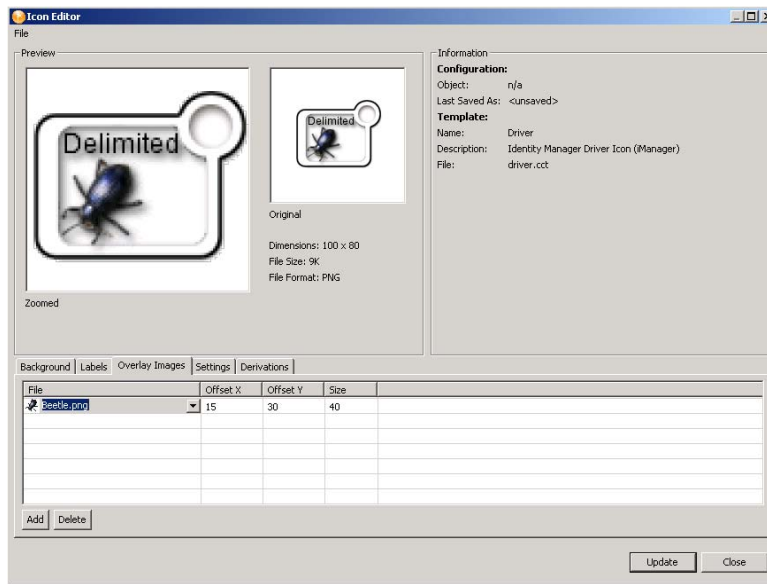 Icon Editor
File
Preview
Delimited
Zoomed
Delimited
Original
Dimensions: 100 x 80
File Size: 9K
File Format: PNG
Information
Configuration:
Object: n/a
Last Saved As: <unsaved>
Template:
Name: Driver
Description: Identity Manager Driver Icon (iManager)
File: driver.cct
Background Labels Overlay Images Settings Derivations
File Offset X Offset Y Size
Beetle.png 15 30 40
Add Delete
Update Close